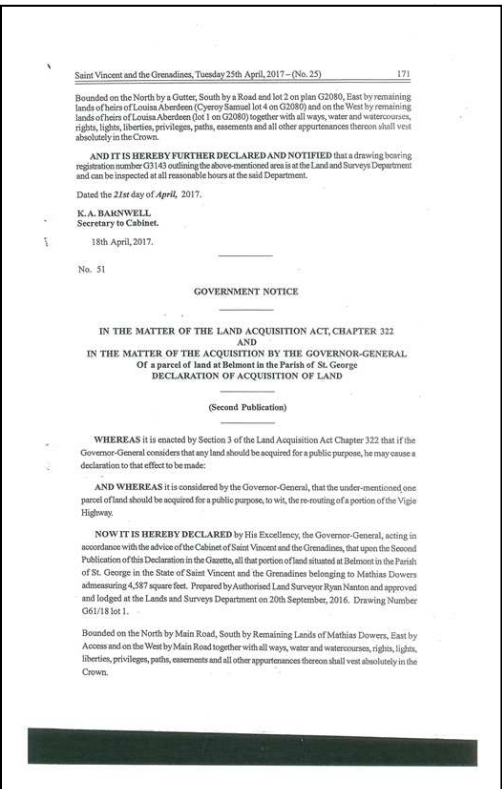 Saint Vincent and the Grenadines, Tuesday 25th April, 2017 – (No. 25) 171
Bounded on the North by a Gutter, South by a Road and lot 2 on plan G2080, East by remaining
lands of heirs of Louisa Aberdeen (Cyeroy Samuel lot 4 on G2080) and on the West by remaining
lands of heirs of Louisa Aberdeen (lot 1 on G2080) together with all ways, water and watercourses,
rights, lights, liberties, privileges, paths, easements and all other appurtenances thereon shall vest
absolutely in the Crown.
AND IT IS HEREBY FURTHER DECLARED AND NOTIFIED that a drawing bearing
registration number G3143 outlining the above-mentioned area is at the Land and Surveys Department
and can be inspected at all reasonable hours at the said Department.
Dated the 21st day of April, 2017.
K.A. BARNWELL
Secretary to Cabinet.
18th April, 2017.
No. 51
GOVERNMENT NOTICE
IN THE MATTER OF THE LAND ACQUISITION ACT, CHAPTER 322
AND
IN THE MATTER OF THE ACQUISITION BY THE GOVERNOR-GENERAL
Of a parcel of land at Belmont in the Parish of St. George
DECLARATION OF ACQUISITION OF LAND
(Second Publication)
WHEREAS it is enacted by Section 3 of the Land Acquisition Act Chapter 322 that if the
Governor-General considers that any land should be acquired for a public purpose, he may cause a
declaration to that effect to be made:
AND WHEREAS it is considered by the Governor-General, that the under-mentioned one
parcel of land should be acquired for a public purpose, to wit, the re-routing of a portion of the Vigie
Highway.
NOW IT IS HEREBY DECLARED by His Excellency, the Governor-General, acting in
accordance with the advice of the Cabinet of Saint Vincent and the Grenadines, that upon the Second
Publication of this Declaration in the Gazette, all that portion of land situated at Belmont in the Parish
of St. George in the State of Saint Vincent and the Grenadines belonging to Mathias Dowers
admeasuring 4,587 square feet. Prepared by Authorised Land Surveyor Ryan Nanton and approved
and lodged at the Lands and Surveys Department on 20th September, 2016. Drawing Number
G61/18 lot 1.
Bounded on the North by Main Road, South by Remaining Lands of Mathias Dowers, East by
Access and on the West by Main Road together with all ways, water and watercourses, rights, lights,
liberties, privileges, paths, easements and all other appurtenances thereon shall vest absolutely in the
Crown.